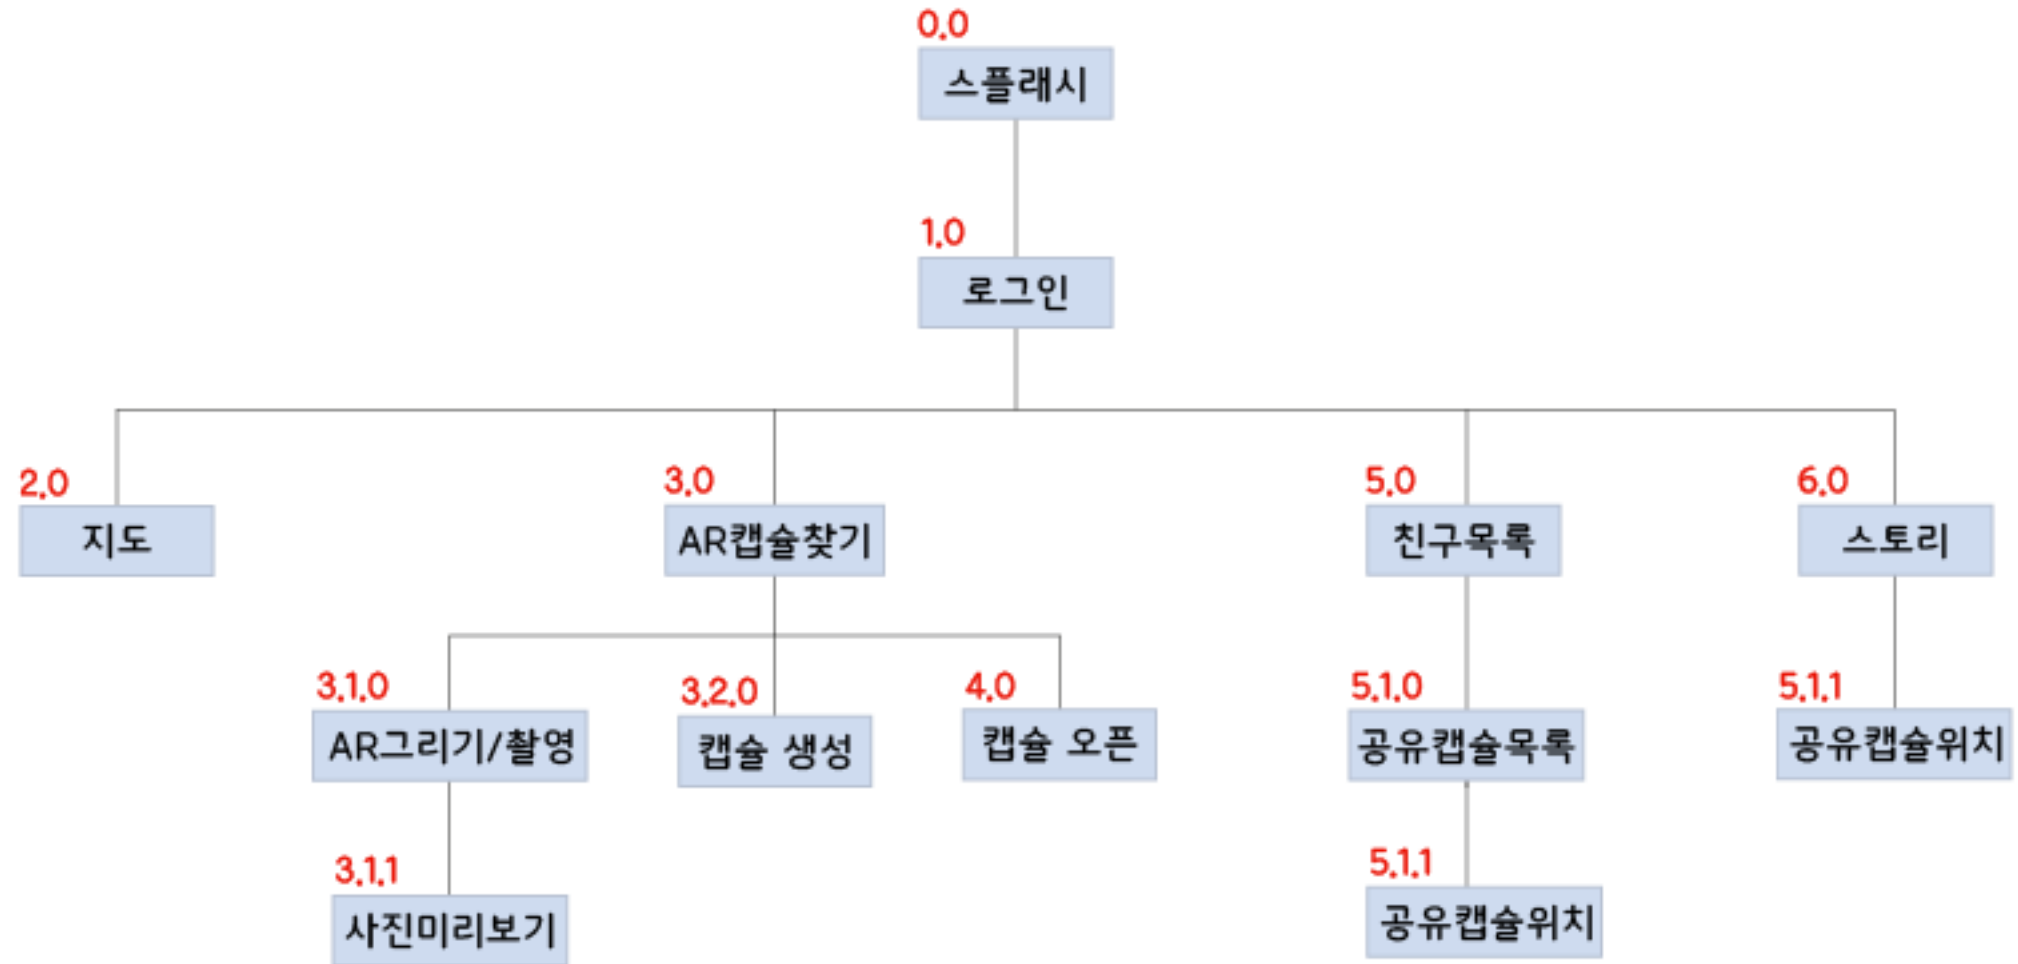 0.0
스플래시
1.0
로그인
2.0
지도
3.0
AR캡슐찾기
5.0
친구목록
6.0
스토리
3.1.0
AR그리기/촬영
3.2.0
캡슐 생성
4.0
캡슐 오픈
5.1.0
공유캡슐목록
5.1.1
공유캡슐위치
3.1.1
사진미리보기
5.1.1
공유캡슐위치